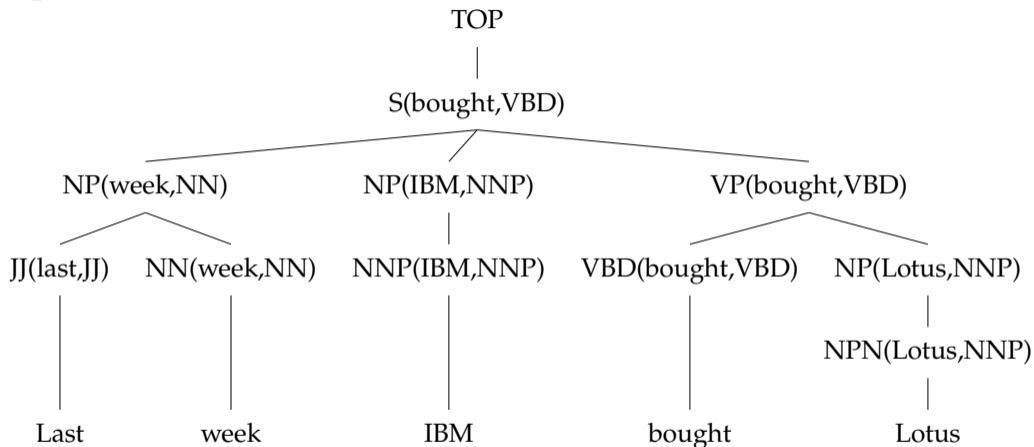 TOP
S(bought,VBD)
NP(week,NN) NP(IBM,NNP) VP(bought,VBD)
JJ(last,JJ) NN(week,NN) NNP(IBM,NNP) VBD(bought,VBD) NP(Lotus,NNP)
NPN(Lotus,NNP)
Last week IBM bought Lotus